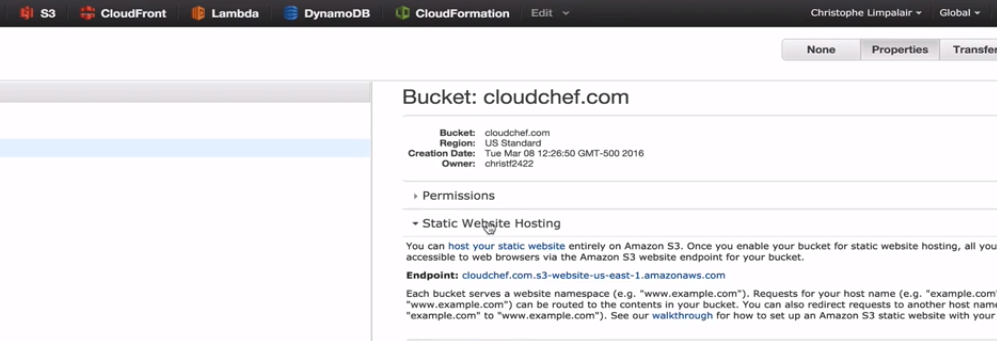 S3 CloudFront Lambda DynamoDB CloudFormation Edit Christophe Limpalair Global
None Properties Transfer
Bucket: cloudchef.com
Bucket: cloudchef.com
Region: US Standard
Creation Date: Tue Mar 08 12:26:50 GMT-500 2016
Owner: christf2422
Permissions
Static Website Hosting
You can host your static website entirely on Amazon S3. Once you enable your bucket for static website hosting, all you
accessible to web browsers via the Amazon S3 website endpoint for your bucket.
Endpoint: cloudchef.com.s3-website-us-east-1.amazonaws.com
Each bucket serves a website namespace (e.g. "www.example.com"). Requests for your host name (e.g. "example.com"
"www.example.com") can be routed to the contents in your bucket. You can also redirect requests to another host name
"example.com" to "www.example.com"). See our walkthrough for how to set up an Amazon S3 static website with your